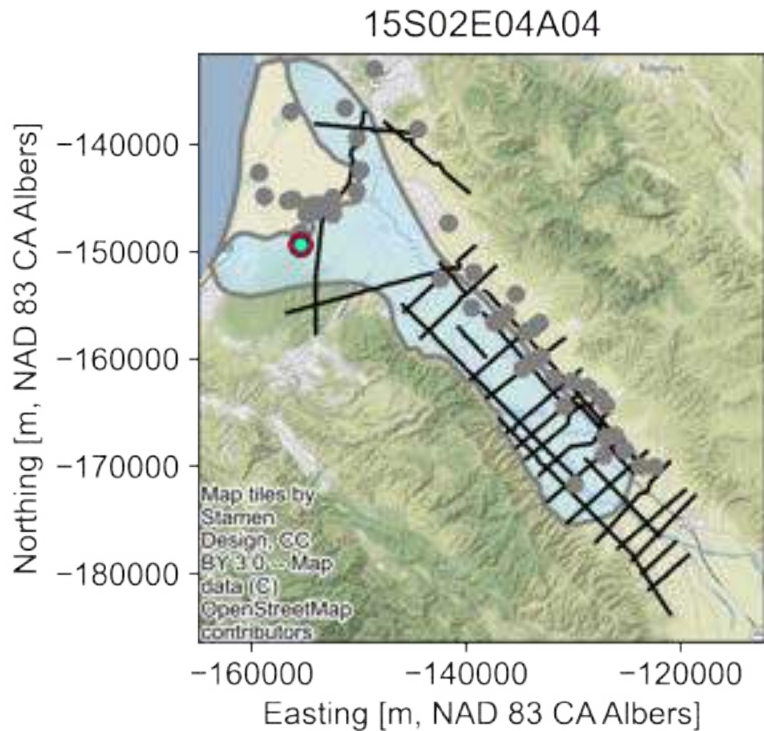 15S02E04A04
Northing [m, NAD 83 CA Albers]
−140000
−150000
−160000
−170000
−180000
Map tiles by
Stamen
Design, CC
BY 3.0 -- Map
data (C)
OpenStreetMap
contributors
−160000
−140000
−120000
Easting [m, NAD 83 CA Albers]